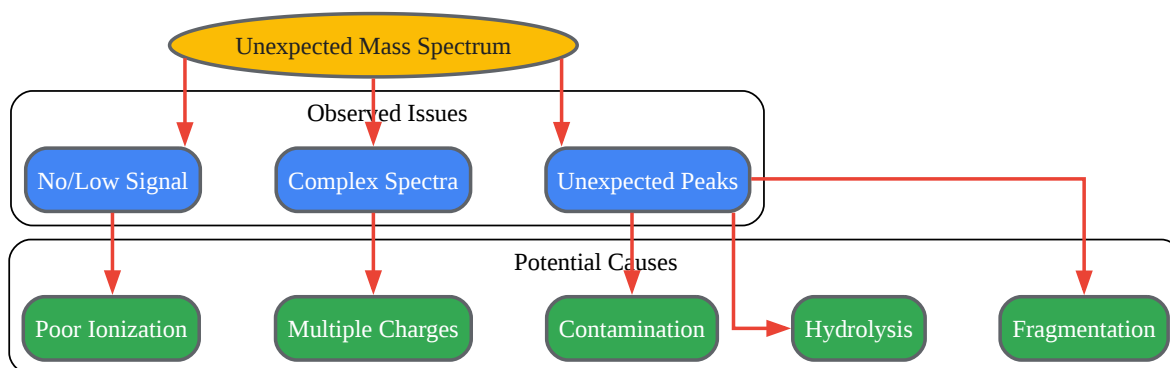 Unexpected Mass Spectrum
Observed Issues
No/Low Signal
Complex Spectra
Unexpected Peaks
Potential Causes
Poor Ionization
Multiple Charges
Contamination
Hydrolysis
Fragmentation